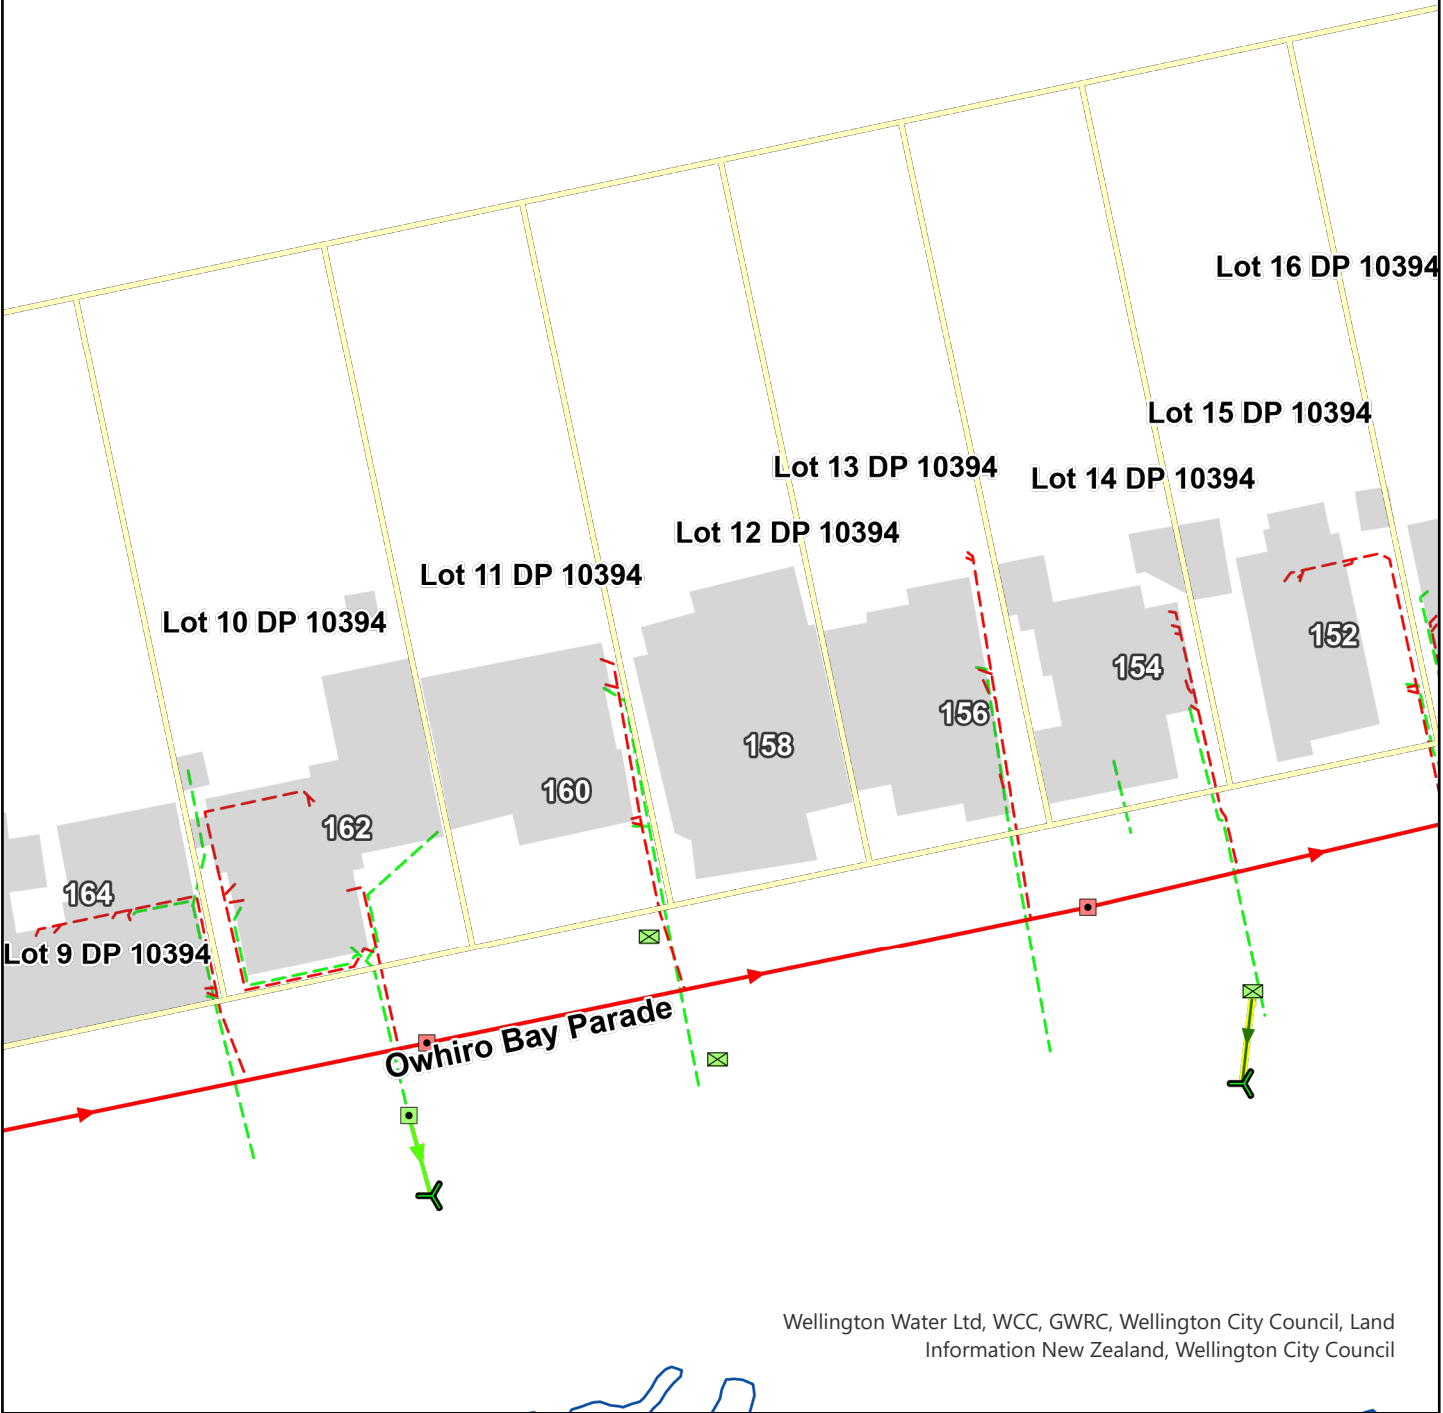 Lot 16 DP 10394
Lot 15 DP 10394
Lot 13 DP 10394
Lot 14 DP 10394
Lot 12 DP 10394
Lot 11 DP 10394
Lot 10 DP 10394
152
154
156
158
160
162
164
Lot 9 DP 10394
Owhiro Bay Parade
Wellington Water Ltd, WCC, GWRC, Wellington City Council, Land
Information New Zealand, Wellington City Council